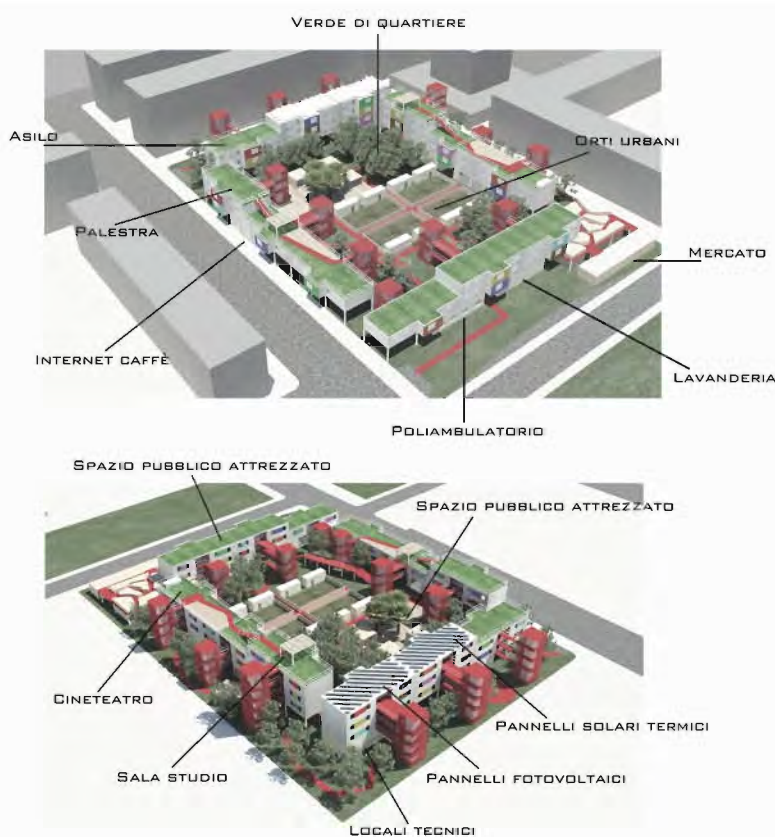 VERDE DI QUARTIERE
ASILO
ORTI URBANI
PALESTRA
MERCATO
INTERNET CAFFÈ
LAVANDERIA
POLIAMBULATORIO
SPAZIO PUBBLICO ATTREZZATO
SPAZIO PUBBLICO ATTREZZATO
CINETEATRO
PANNELLI SOLARI TERMICI
SALA STUDIO
PANNELLI FOTOVOLTAICI
LOCALI TECNICI